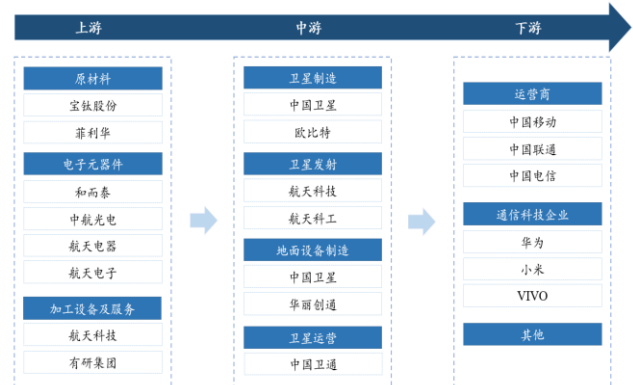 上游
中游
下游
原材料
宝钛股份
菲利华
电子元器件
和而泰
中航光电
航天电器
航天电子
加工设备及服务
航天科技
有研集团
卫星制造
中国卫星
欧比特
卫星发射
航天科技
航天科工
地面设备制造
中国卫星
华丽创通
卫星运营
中国卫通
运营商
中国移动
中国联通
中国电信
通信科技企业
华为
小米
VIVO
其他